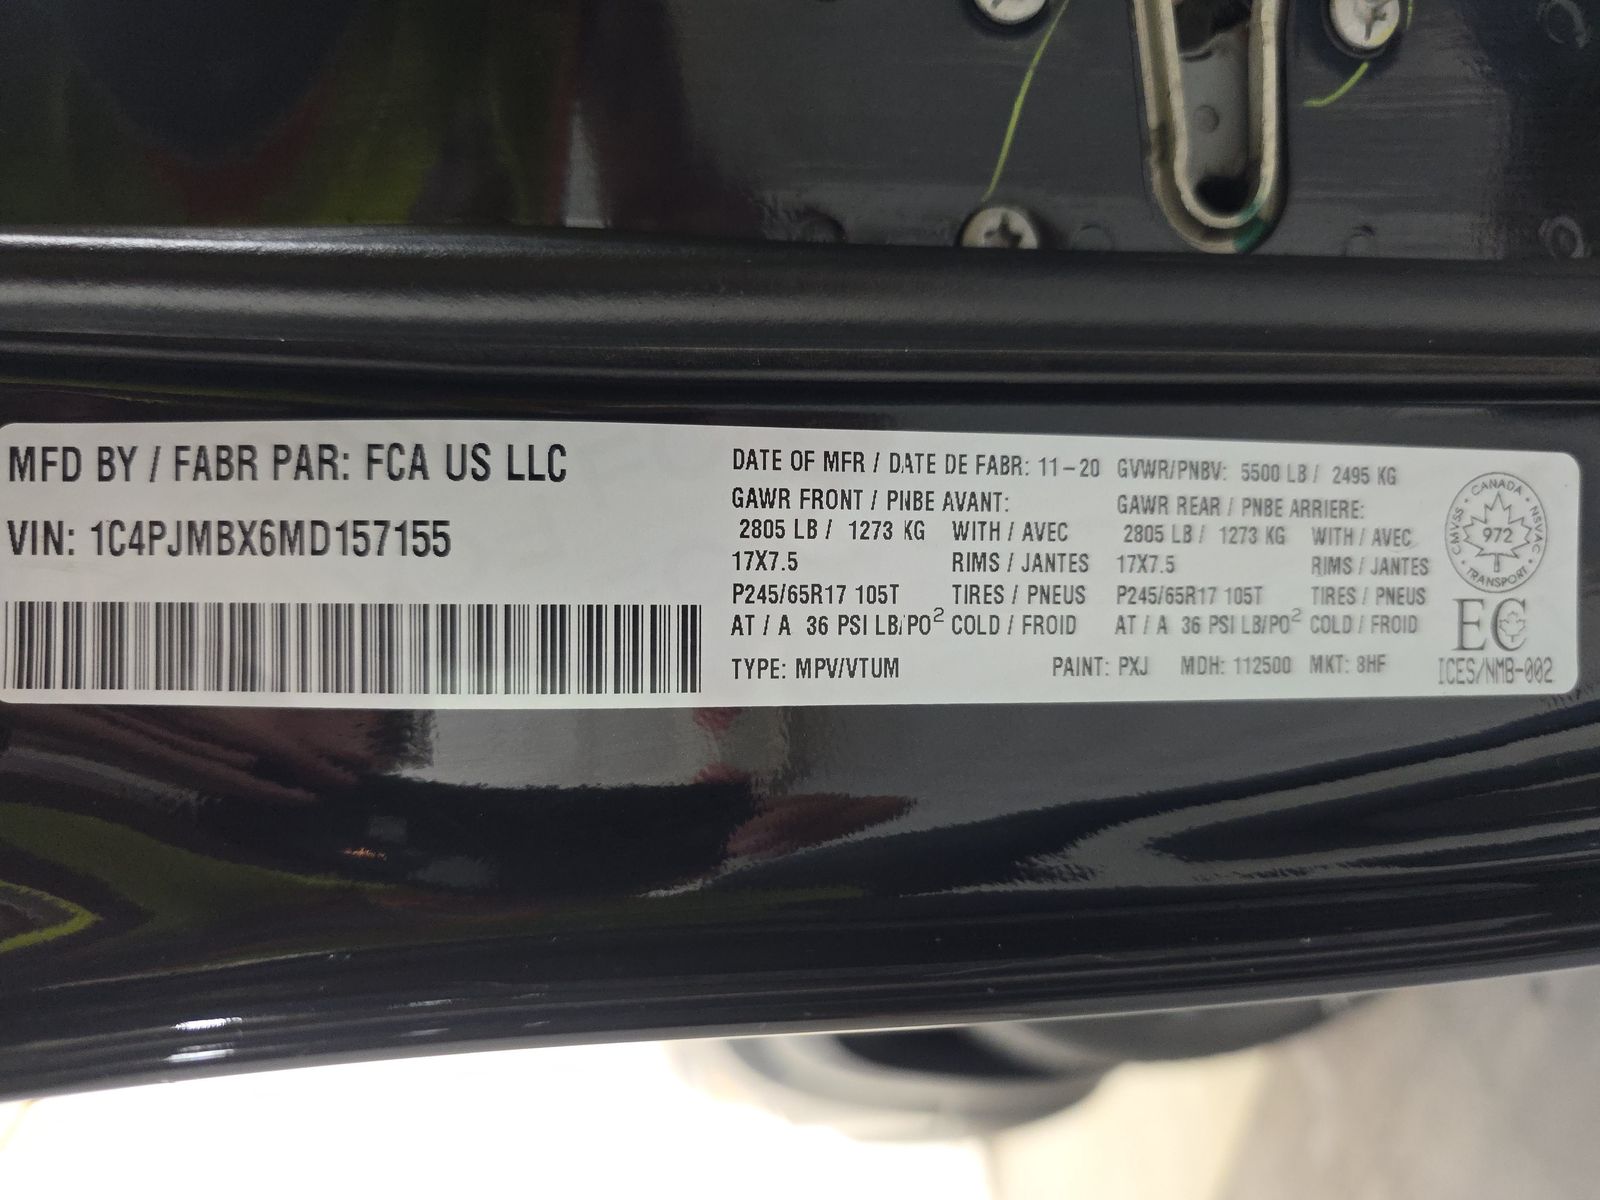 MFD BY / FABR PAR: FCA US LLC
VIN: 1C4PJMBX6MD157155
DATE OF MFR / DATE DE FABR: 11-20 GVWR/PNBV: 5500 LB / 2495 KG
GAWR FRONT / PNBE AVANT:
2805 LB / 1273 KG WITH / AVEC
17X7.5 RIMS / JANTES
P245/65R17 105T TIRES / PNEUS
AT / A 36 PSI LB/PO² COLD / FROID
GAWR REAR / PNBE ARRIERE:
2805 LB / 1273 KG WITH / AVEC
17X7.5 RIMS / JANTES
P245/65R17 105T TIRES / PNEUS
AT / A 36 PSI LB/PO² COLD / FROID
TYPE: MPV/VTUM PAINT: PXJ MDH: 112500 MKT: 8HF
CANADA
CMVSS 972 NSVAC
TRANSPORT
EC
ICES/NMB-002